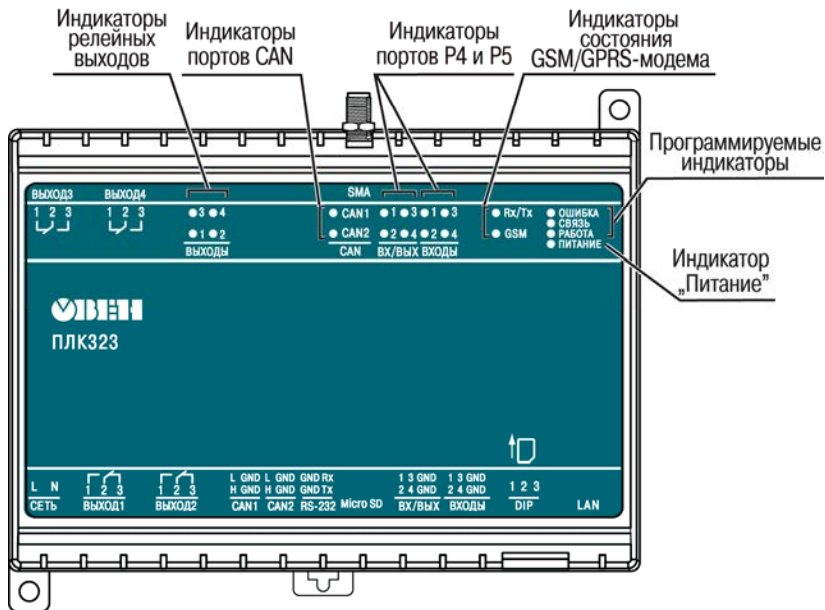 Индикаторы
релейных
выходов
Индикаторы
портов CAN
Индикаторы
портов P4 и P5
Индикаторы
состояния
GSM/GPRS-модема
Программируемые
индикаторы
Индикатор
„Питание"
ВЫХОД3 ВЫХОД4 SMA
1 2 3 1 2 3 3 4 CAN1 1 3 1 3 Rx/Tx ОШИБКА
СВЯЗЬ
1 2 CAN2 2 4 2 4 GSM РАБОТА
ПИТАНИЕ
ВЫХОДЫ CAN ВХ/ВЫХ ВХОДЫ
ОВЕН
ПЛК323
L GND L GND GND Rx 1 3 GND 1 3 GND
L N 1 2 3 1 2 3 H GND H GND GND Tx 2 4 GND 2 4 GND 1 2 3
СЕТЬ ВЫХОД1 ВЫХОД2 CAN1 CAN2 RS-232 Micro SD ВХ/ВЫХ ВХОДЫ DIP LAN